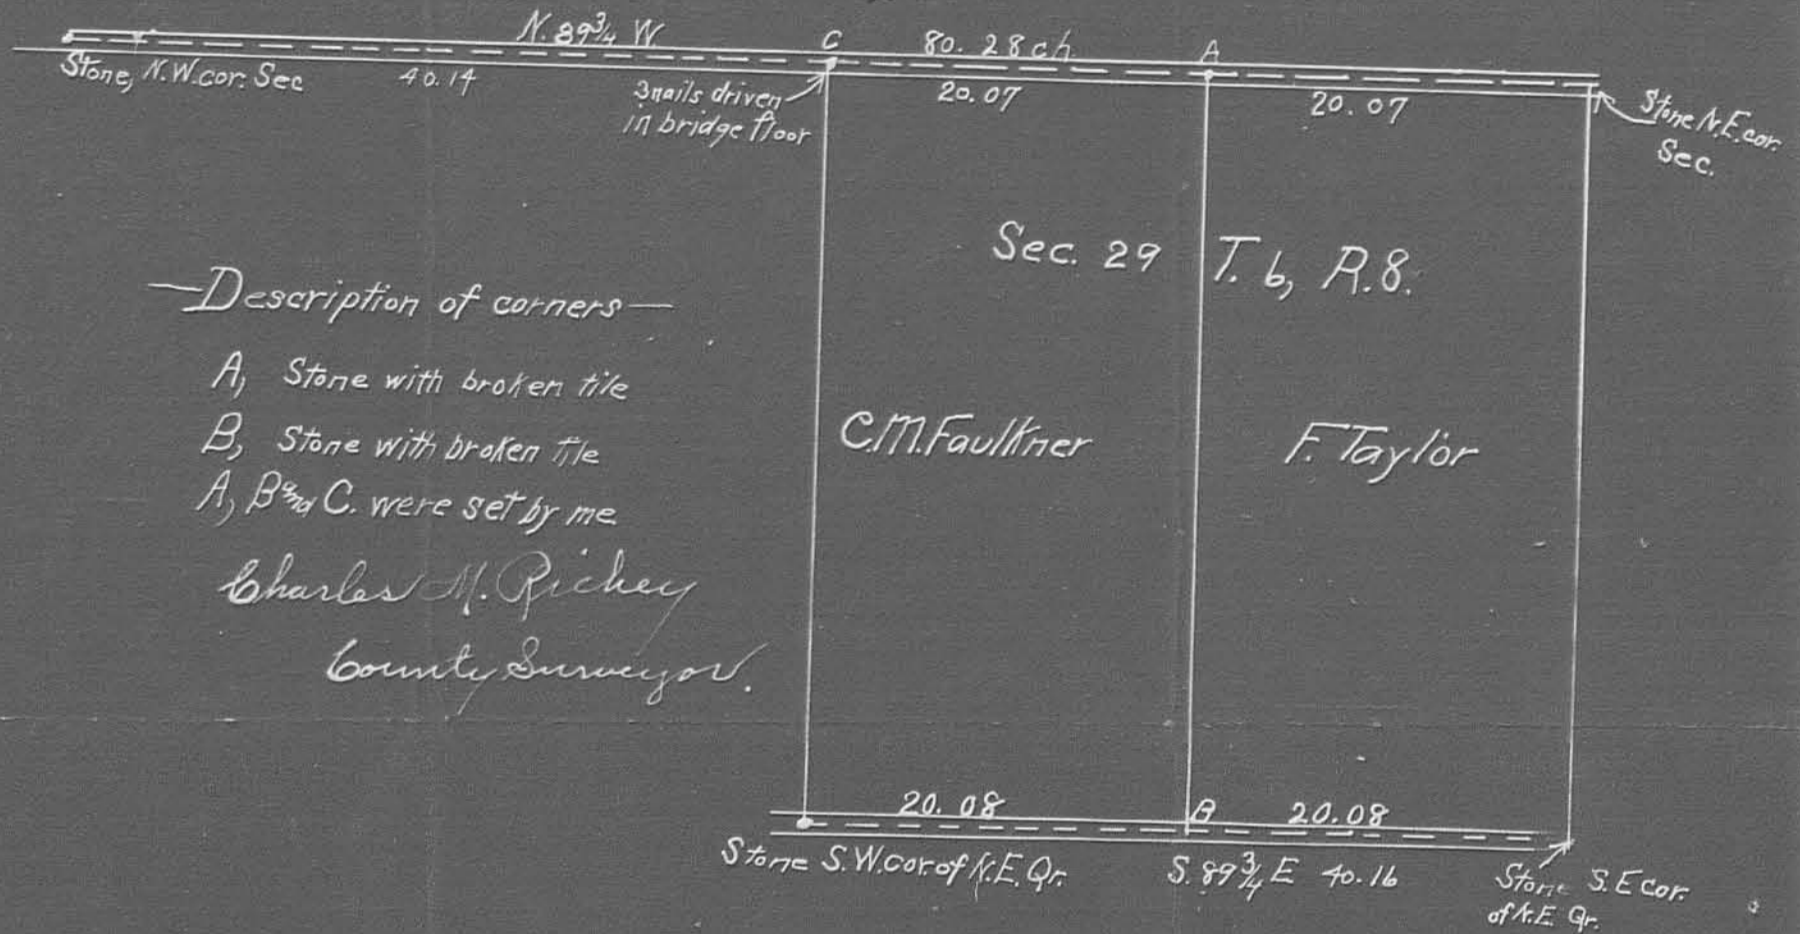 N. 89¾ W.
C
80. 28 ch
A
Stone, N.W. cor. Sec
40.14
3 nails driven
in bridge floor
20.07
20.07
Stone N.E. cor.
Sec.
Sec. 29 T. 6, R. 8.
—Description of corners—
A, Stone with broken tile
B, Stone with broken tile
A, B and C. were set by me
Charles M. Richey
County Surveyor.
C.M. Faulkner
F. Taylor
20. 08
B
20.08
Stone S.W. cor. of N.E. Qr.
S. 89¾ E 40.16
Stone S.E cor.
of N.E. Qr.